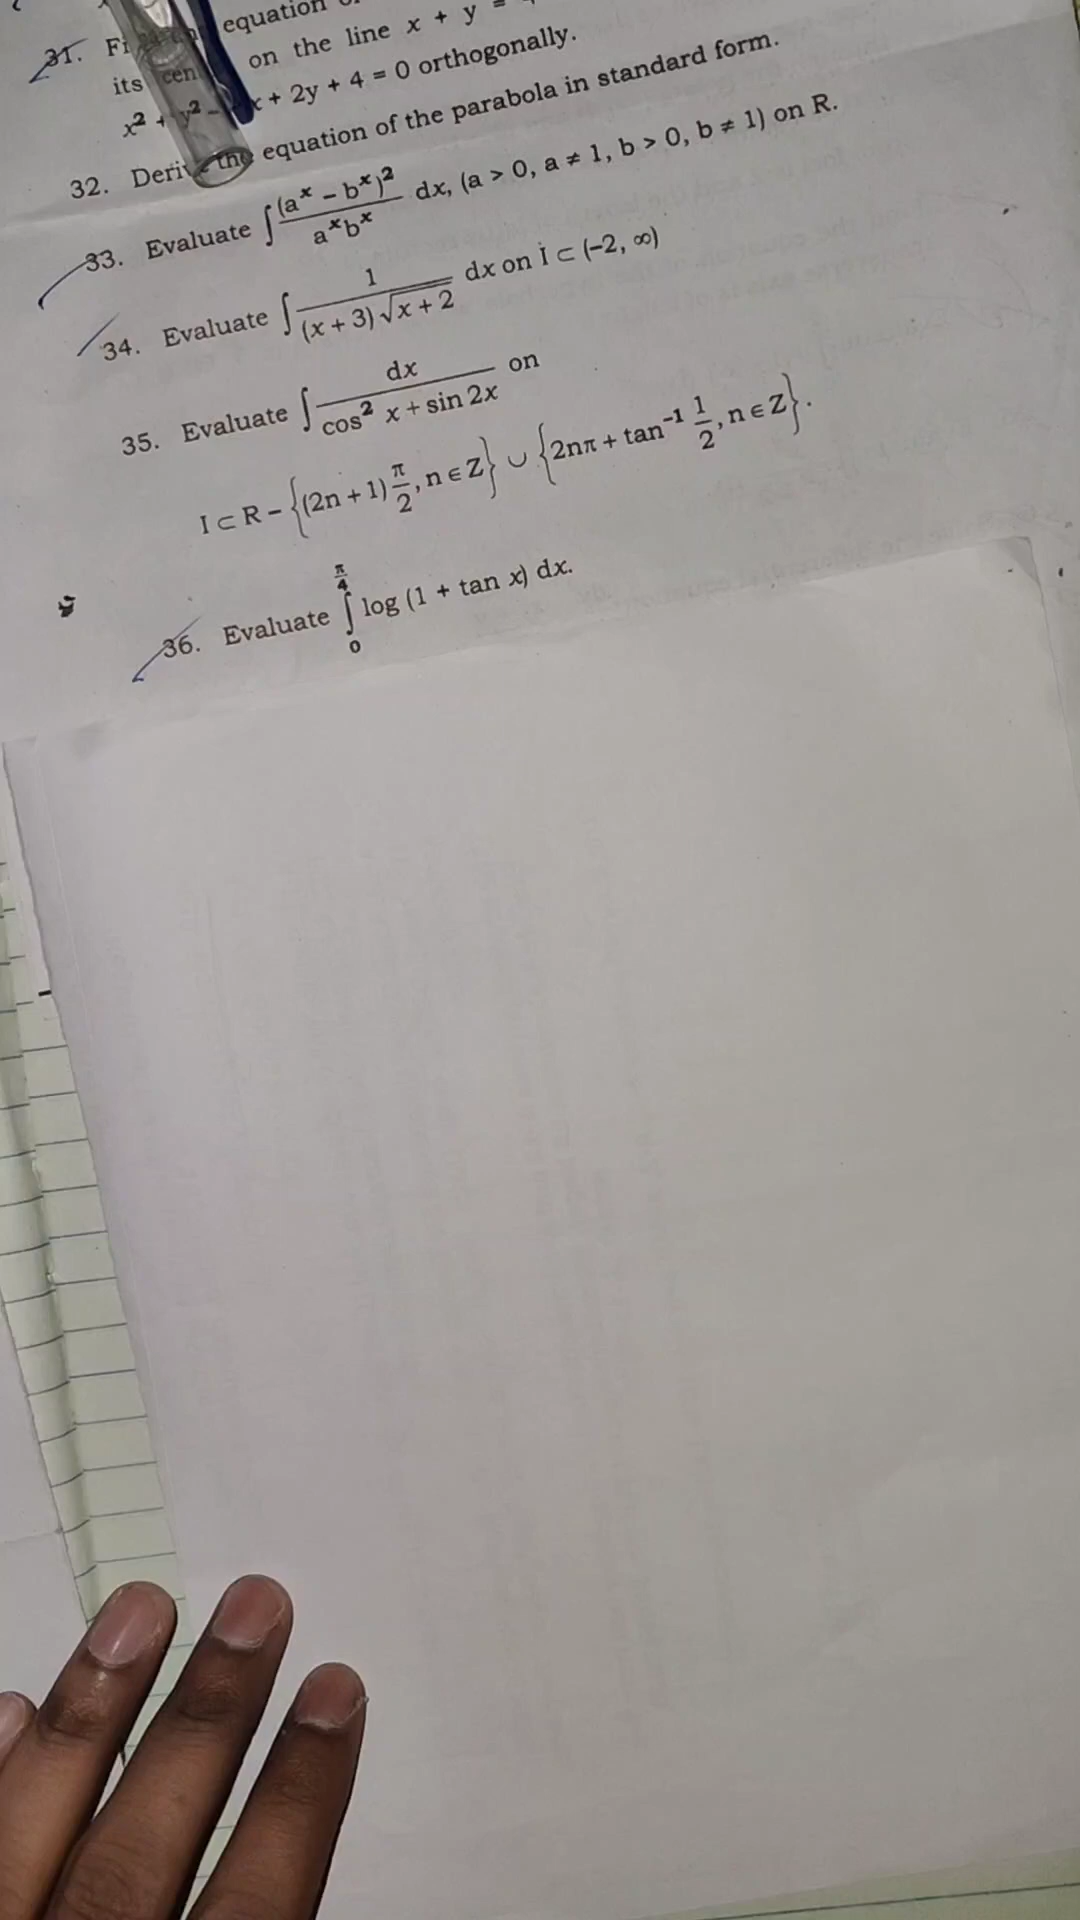 31. equation
its cen on the line x + y =
x² + y² - x + 2y + 4 = 0 orthogonally.
32. Derive the equation of the parabola in standard form.
33. Evaluate ∫ (aˣ – bˣ)² / aˣbˣ dx, (a > 0, a ≠ 1, b > 0, b ≠ 1) on R.
34. Evaluate ∫ 1 / (x + 3) √x + 2 dx on I ⊂ (–2, ∞)
35. Evaluate ∫ dx / cos² x + sin 2x on
I ⊂ R – {(2n + 1) π/2, n ∈ Z} ∪ {2nπ + tan⁻¹ 1/2, n ∈ Z}.
36. Evaluate ∫₀^(π/4) log (1 + tan x) dx.